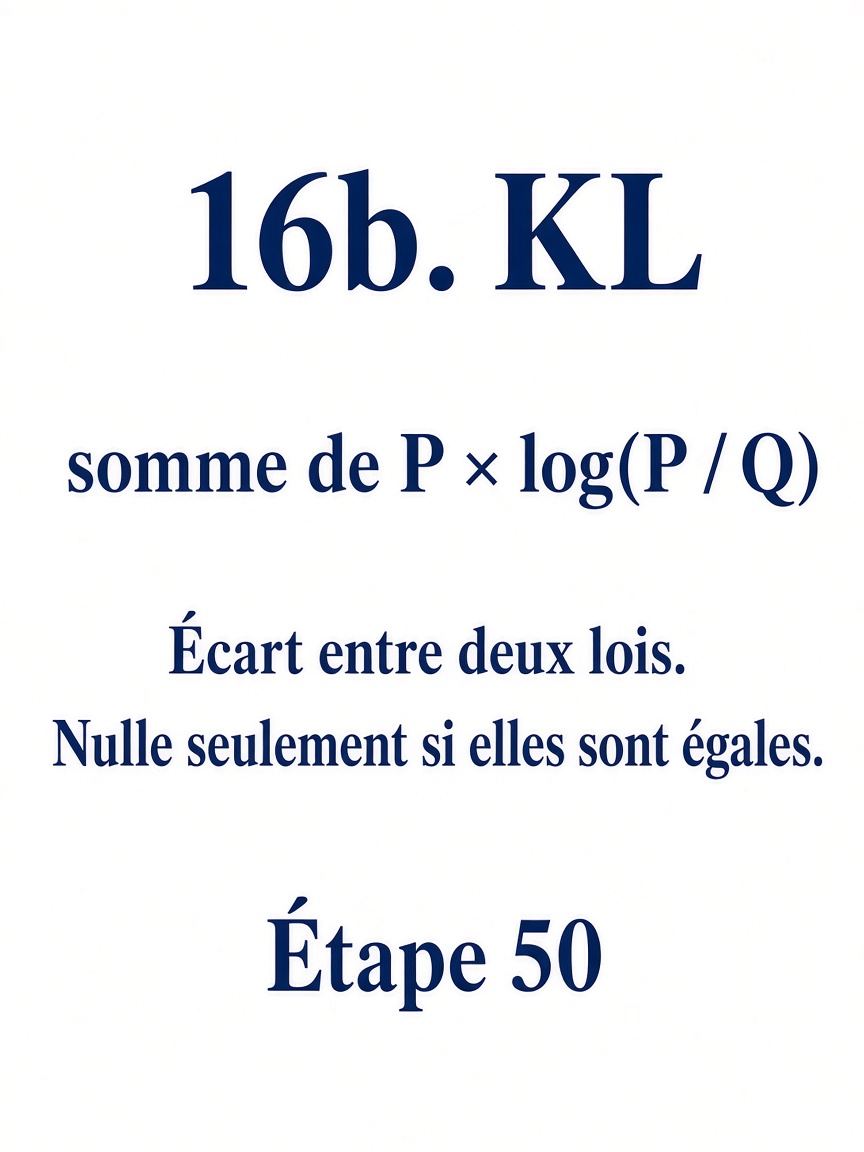 16b. KL
somme de P × log(P / Q)
Écart entre deux lois.
Nulle seulement si elles sont égales.
Étape 50